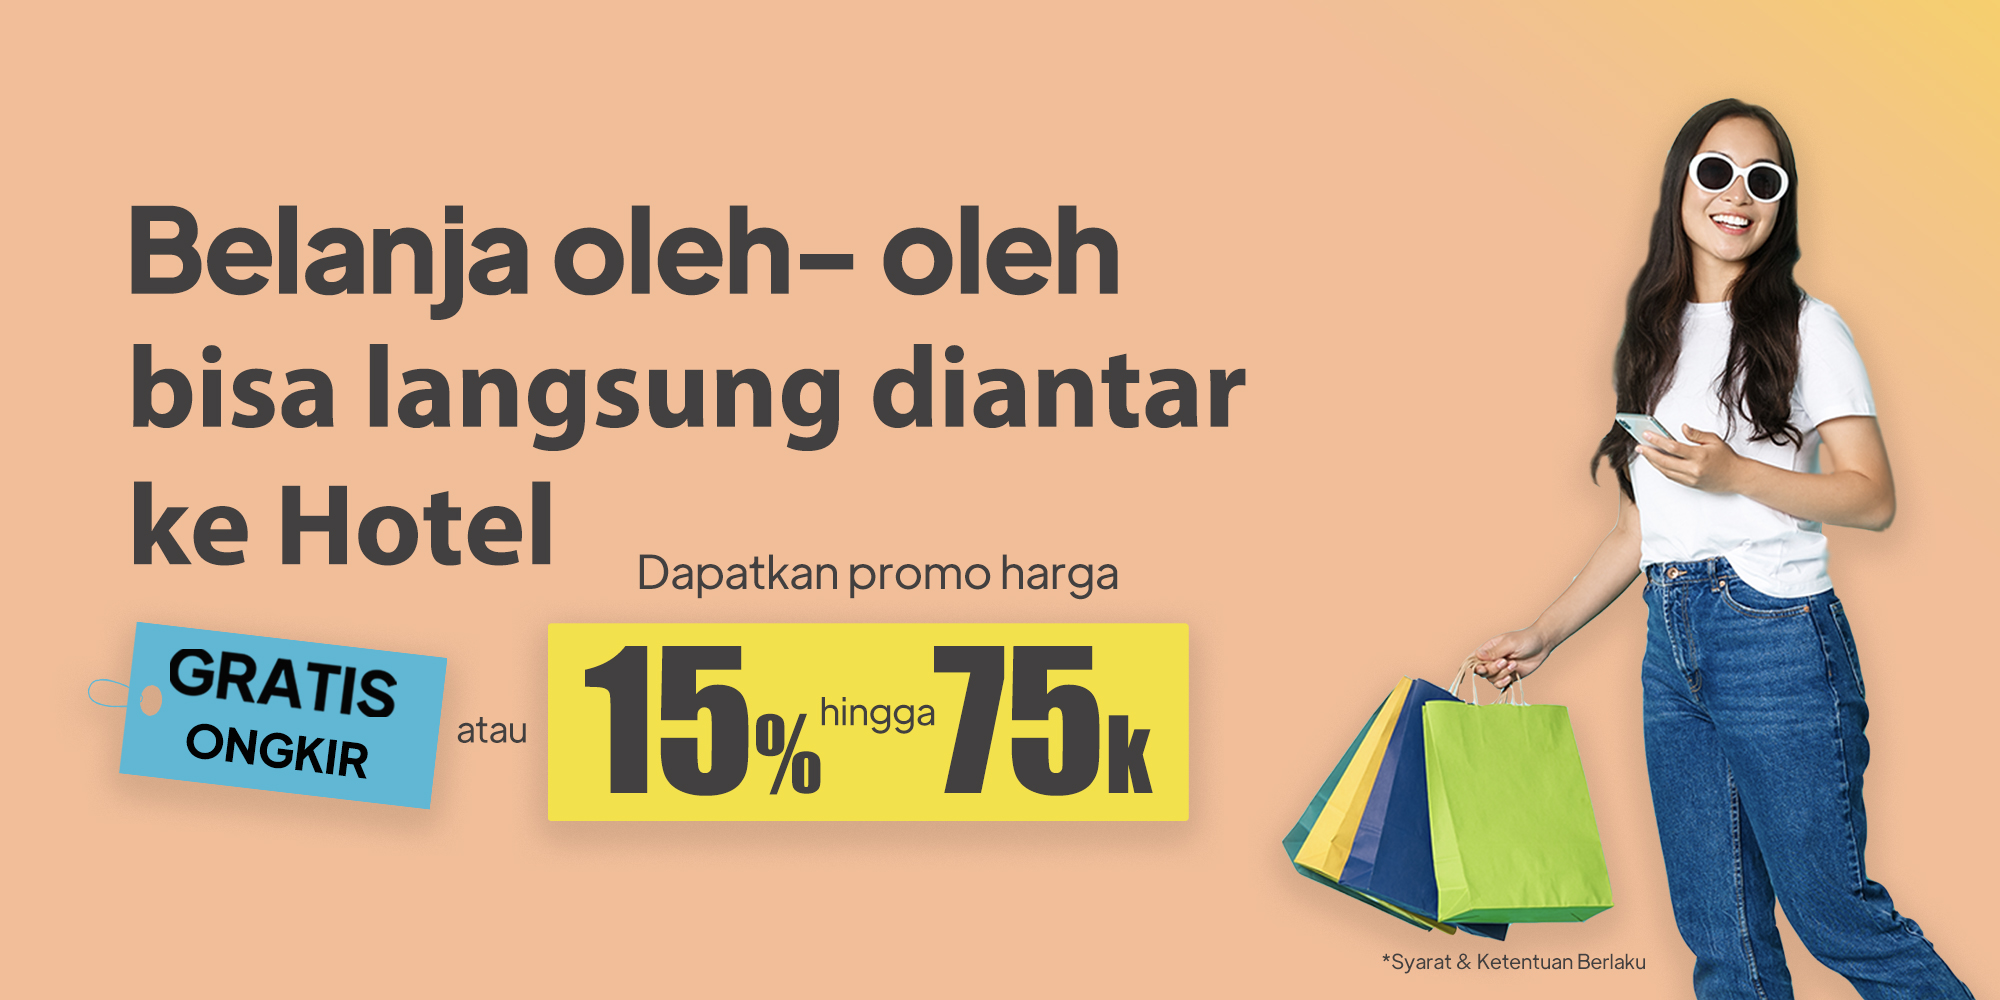 Belanja oleh– oleh
bisa langsung diantar
ke Hotel
Dapatkan promo harga
GRATIS
ONGKIR
atau
15% hingga 75k
*Syarat & Ketentuan Berlaku